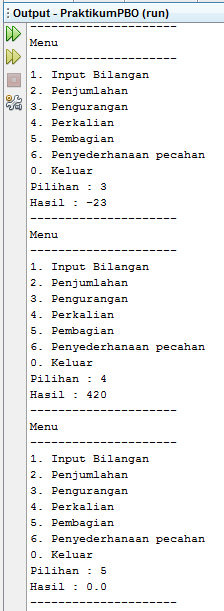 Output - PraktikumPBO (run)
---------------------
Menu
---------------------
1. Input Bilangan
2. Penjumlahan
3. Pengurangan
4. Perkalian
5. Pembagian
6. Penyederhanaan pecahan
0. Keluar
Pilihan : 3
Hasil : -23
---------------------
Menu
---------------------
1. Input Bilangan
2. Penjumlahan
3. Pengurangan
4. Perkalian
5. Pembagian
6. Penyederhanaan pecahan
0. Keluar
Pilihan : 4
Hasil : 420
---------------------
Menu
---------------------
1. Input Bilangan
2. Penjumlahan
3. Pengurangan
4. Perkalian
5. Pembagian
6. Penyederhanaan pecahan
0. Keluar
Pilihan : 5
Hasil : 0.0
---------------------